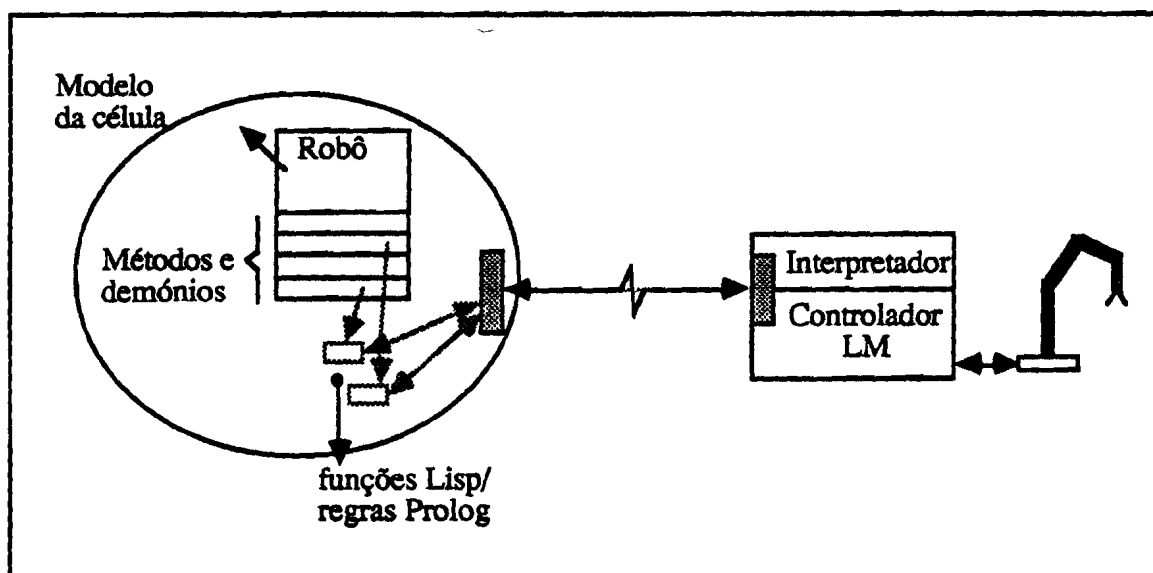 Modelo
da célula
Robô
Métodos e
demónios
funções Lisp/
regras Prolog
Interpretador
Controlador
LM